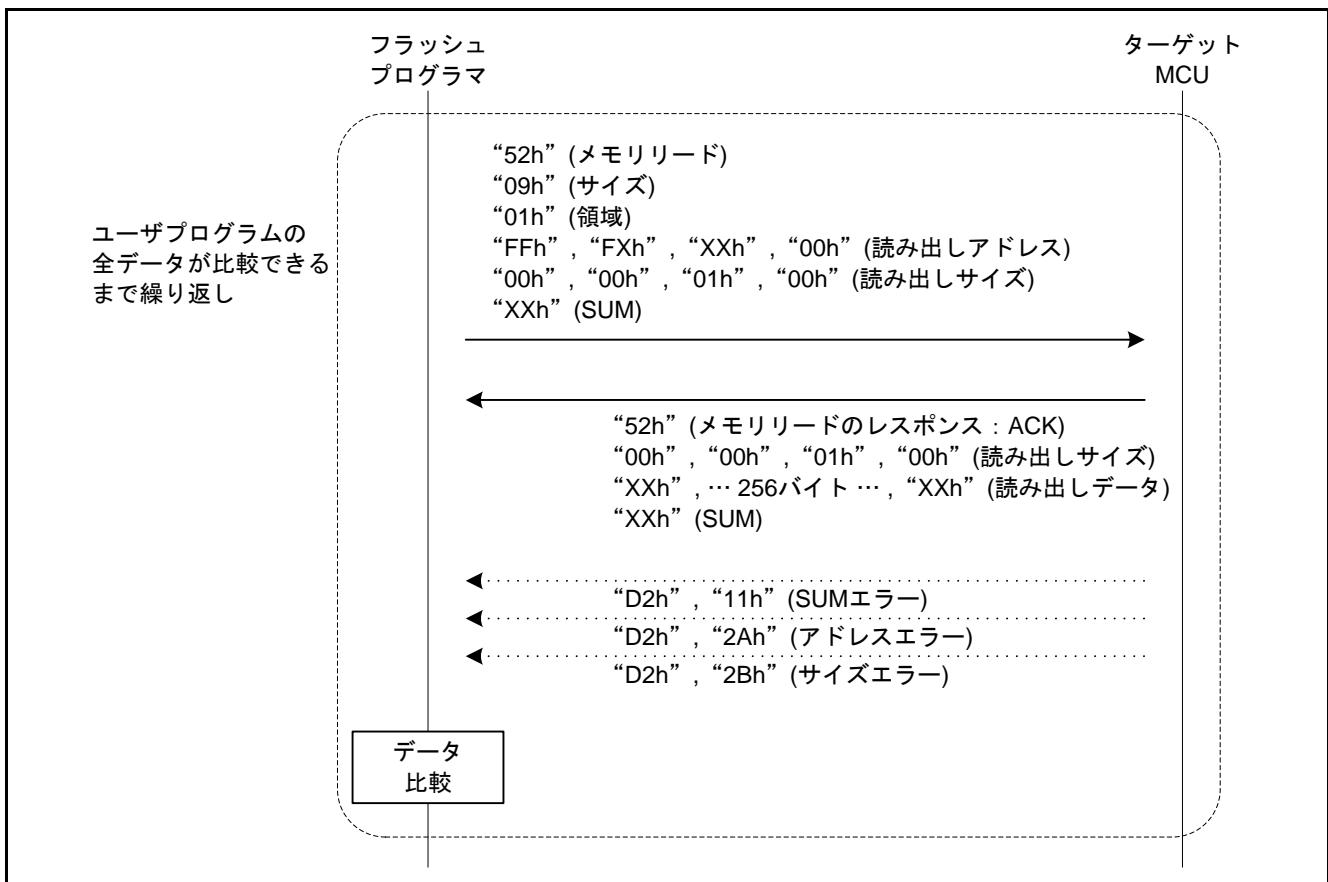 フラッシュ
プログラマ
ターゲット
MCU
ユーザプログラムの
全データが比較できる
まで繰り返し
“52h” (メモリリード)
“09h” (サイズ)
“01h” (領域)
“FFh” , “FXh” , “XXh” , “00h” (読み出しアドレス)
“00h” , “00h” , “01h” , “00h” (読み出しサイズ)
“XXh” (SUM)
“52h” (メモリリードのレスポンス：ACK)
“00h” , “00h” , “01h” , “00h” (読み出しサイズ)
“XXh” , … 256バイト … , “XXh” (読み出しデータ)
“XXh” (SUM)
“D2h” , “11h” (SUMエラー)
“D2h” , “2Ah” (アドレスエラー)
“D2h” , “2Bh” (サイズエラー)
データ
比較